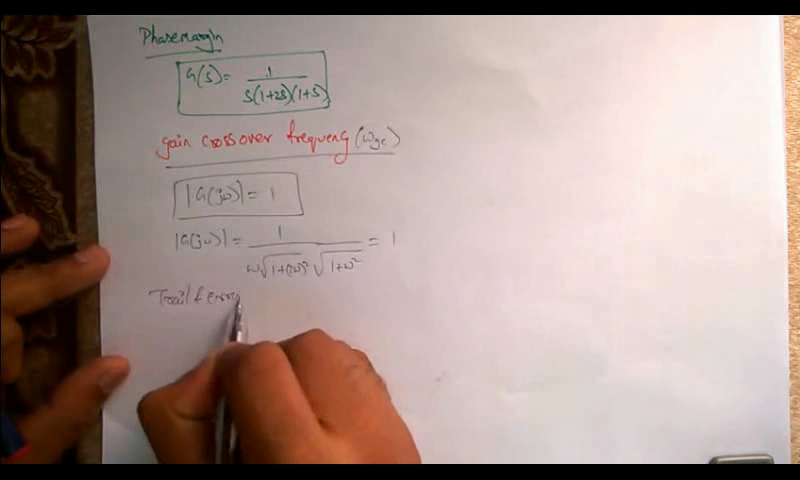 Phasemargin
G(s) = 1 / s(1+2s)(1+s)
gain crossover frequency (ωgc)
|G(jω)| = 1
|G(jω)| = 1 / ω√1+(2ω)² √1+ω² = 1
Trail & error